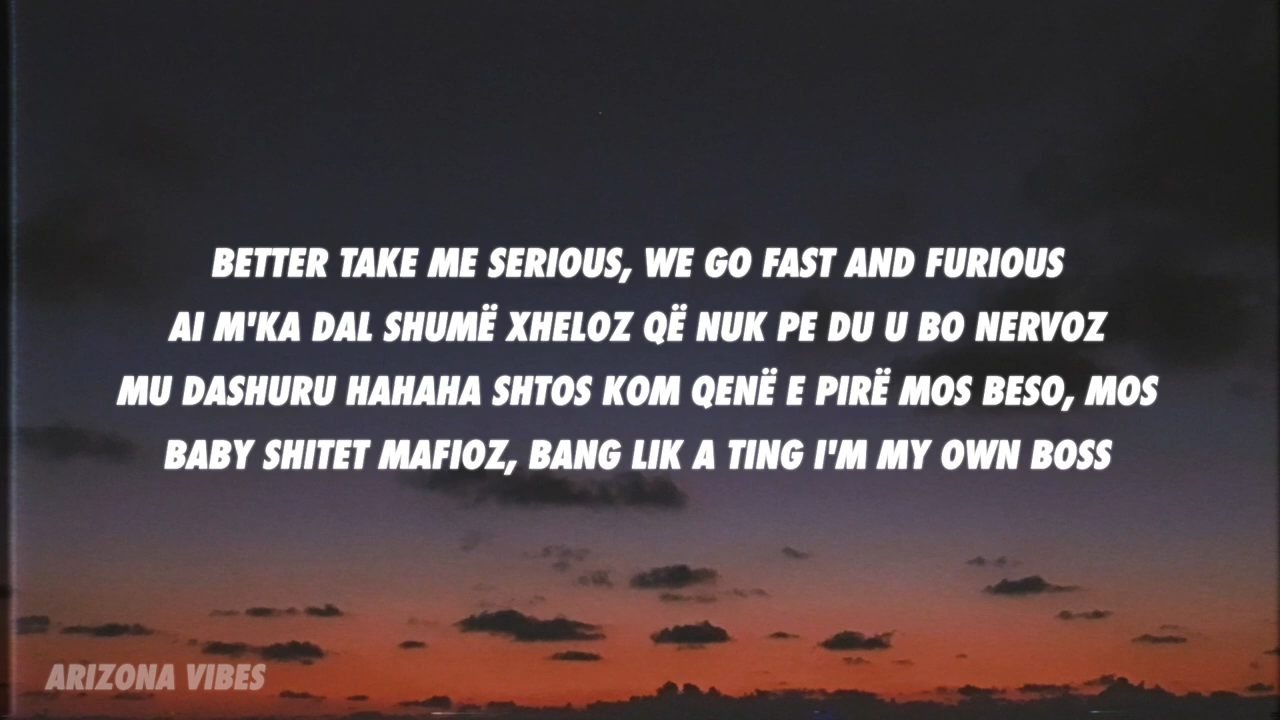 BETTER TAKE ME SERIOUS, WE GO FAST AND FURIOUS
AI M'KA DAL SHUMË XHELOZ QË NUK PE DU U BO NERVOZ
MU DASHURU HAHAHA SHTOS KOM QENË E PIRË MOS BESO, MOS
BABY SHITET MAFIOZ, BANG LIK A TING I'M MY OWN BOSS
ARIZONA VIBES